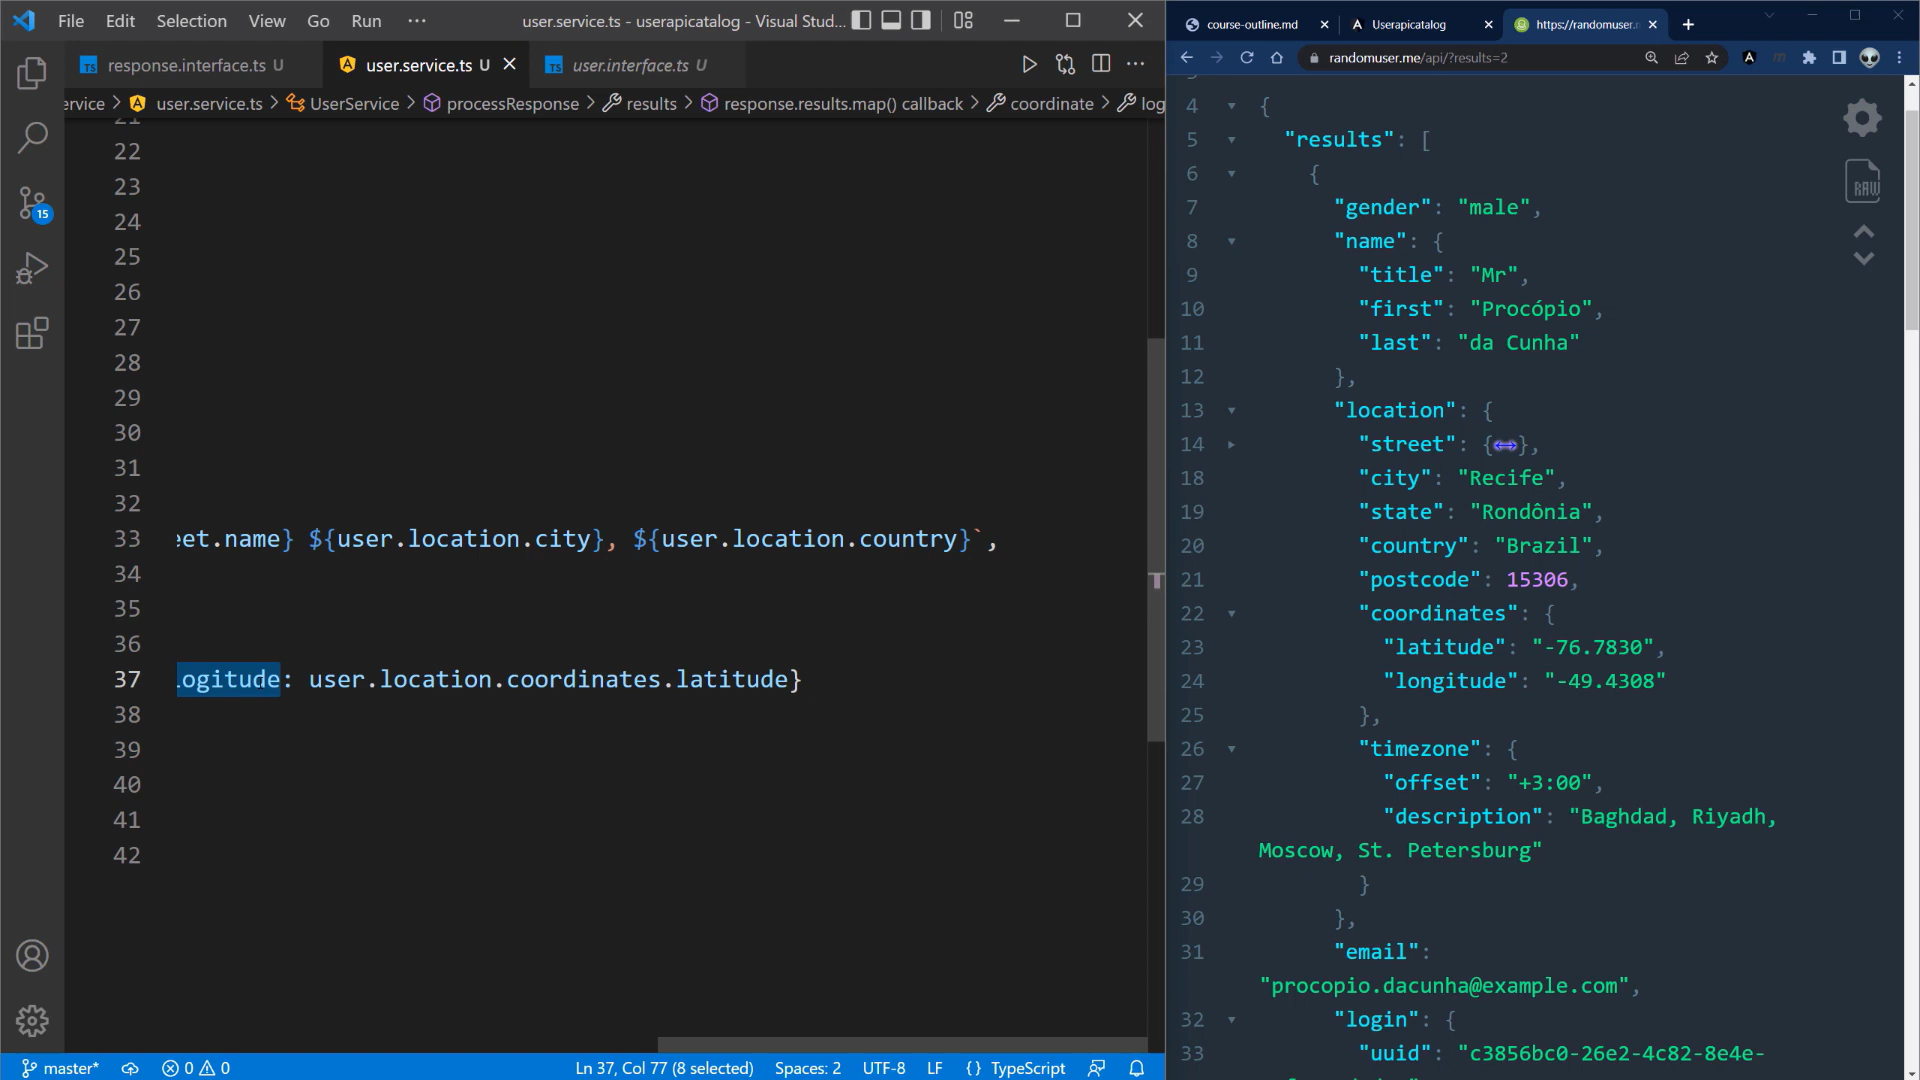 File Edit Selection View Go Run ··· user.service.ts - userapicatalog - Visual Stud...
response.interface.ts U user.service.ts U user.interface.ts U
ervice > user.service.ts > UserService > processResponse > results > response.results.map() callback > coordinate > log
21
22
23
24
25
26
27
28
29
30
31
32
33 eet.name} ${user.location.city}, ${user.location.country}`,
34
35
36
37 logitude: user.location.coordinates.latitude}
38
39
40
41
42
15
master* 0 0 Ln 37, Col 77 (8 selected) Spaces: 2 UTF-8 LF {} TypeScript
course-outline.md Userapicatalog https://randomuser.
randomuser.me/api/?results=2
4 {
5 "results": [
6 {
7 "gender": "male",
8 "name": {
9 "title": "Mr",
10 "first": "Procópio",
11 "last": "da Cunha"
12 },
13 "location": {
14 "street": {↔},
18 "city": "Recife",
19 "state": "Rondônia",
20 "country": "Brazil",
21 "postcode": 15306,
22 "coordinates": {
23 "latitude": "-76.7830",
24 "longitude": "-49.4308"
25 },
26 "timezone": {
27 "offset": "+3:00",
28 "description": "Baghdad, Riyadh,
Moscow, St. Petersburg"
29 }
30 },
31 "email":
"procopio.dacunha@example.com",
32 "login": {
33 "uuid": "c3856bc0-26e2-4c82-8e4e-
RAW